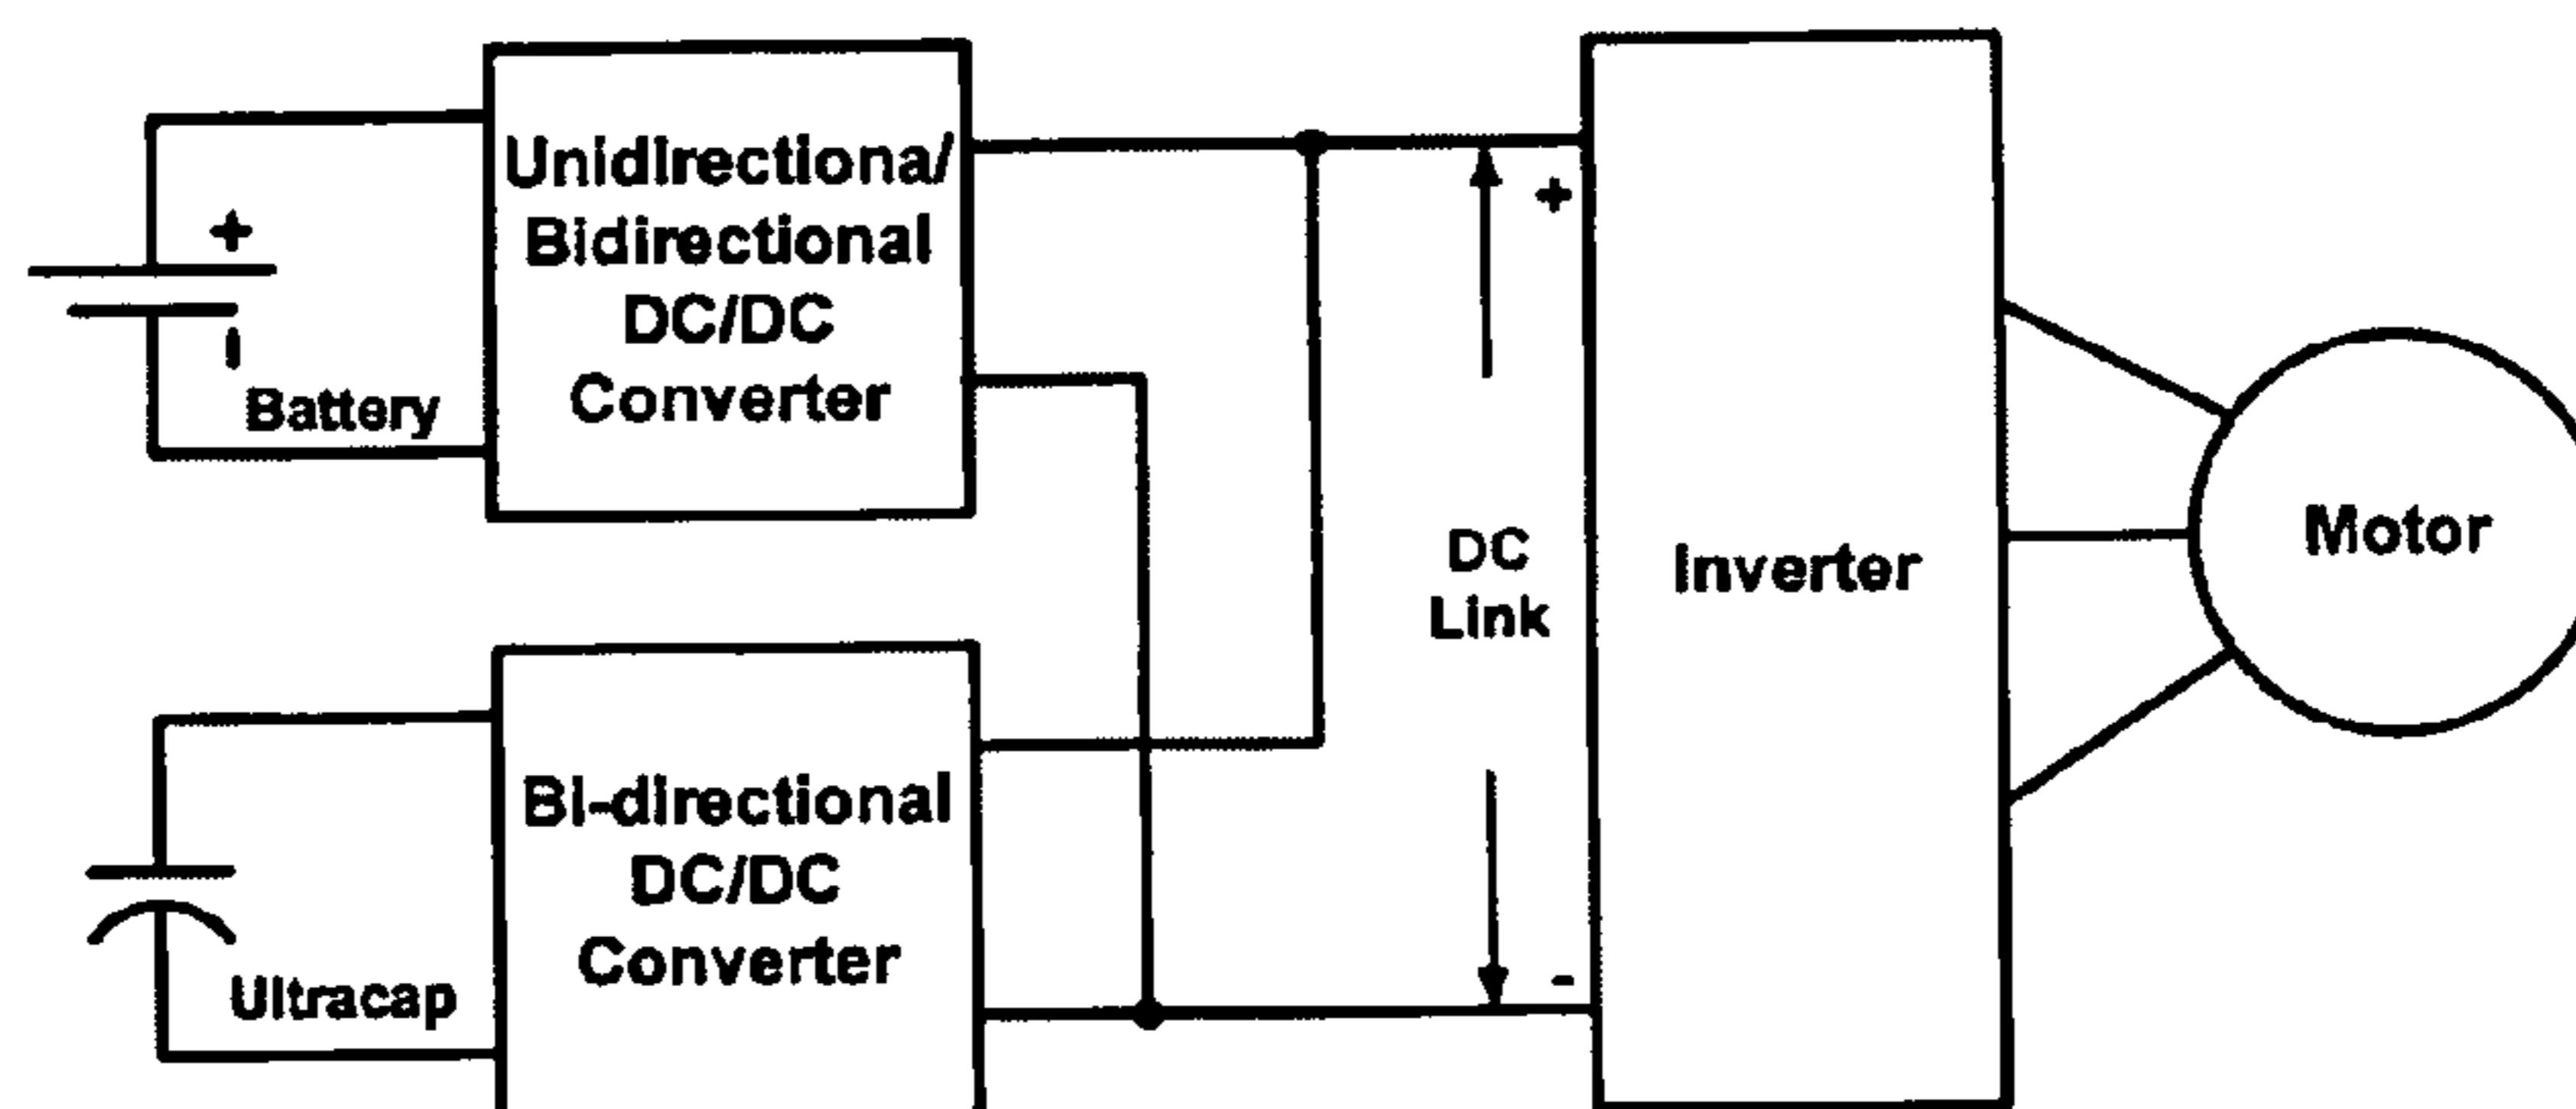 Unidirectiona/
Bidirectional
DC/DC
Converter
+
-
Battery
Bi-directional
DC/DC
Converter
Ultracap
+
DC
Link
-
Inverter
Motor